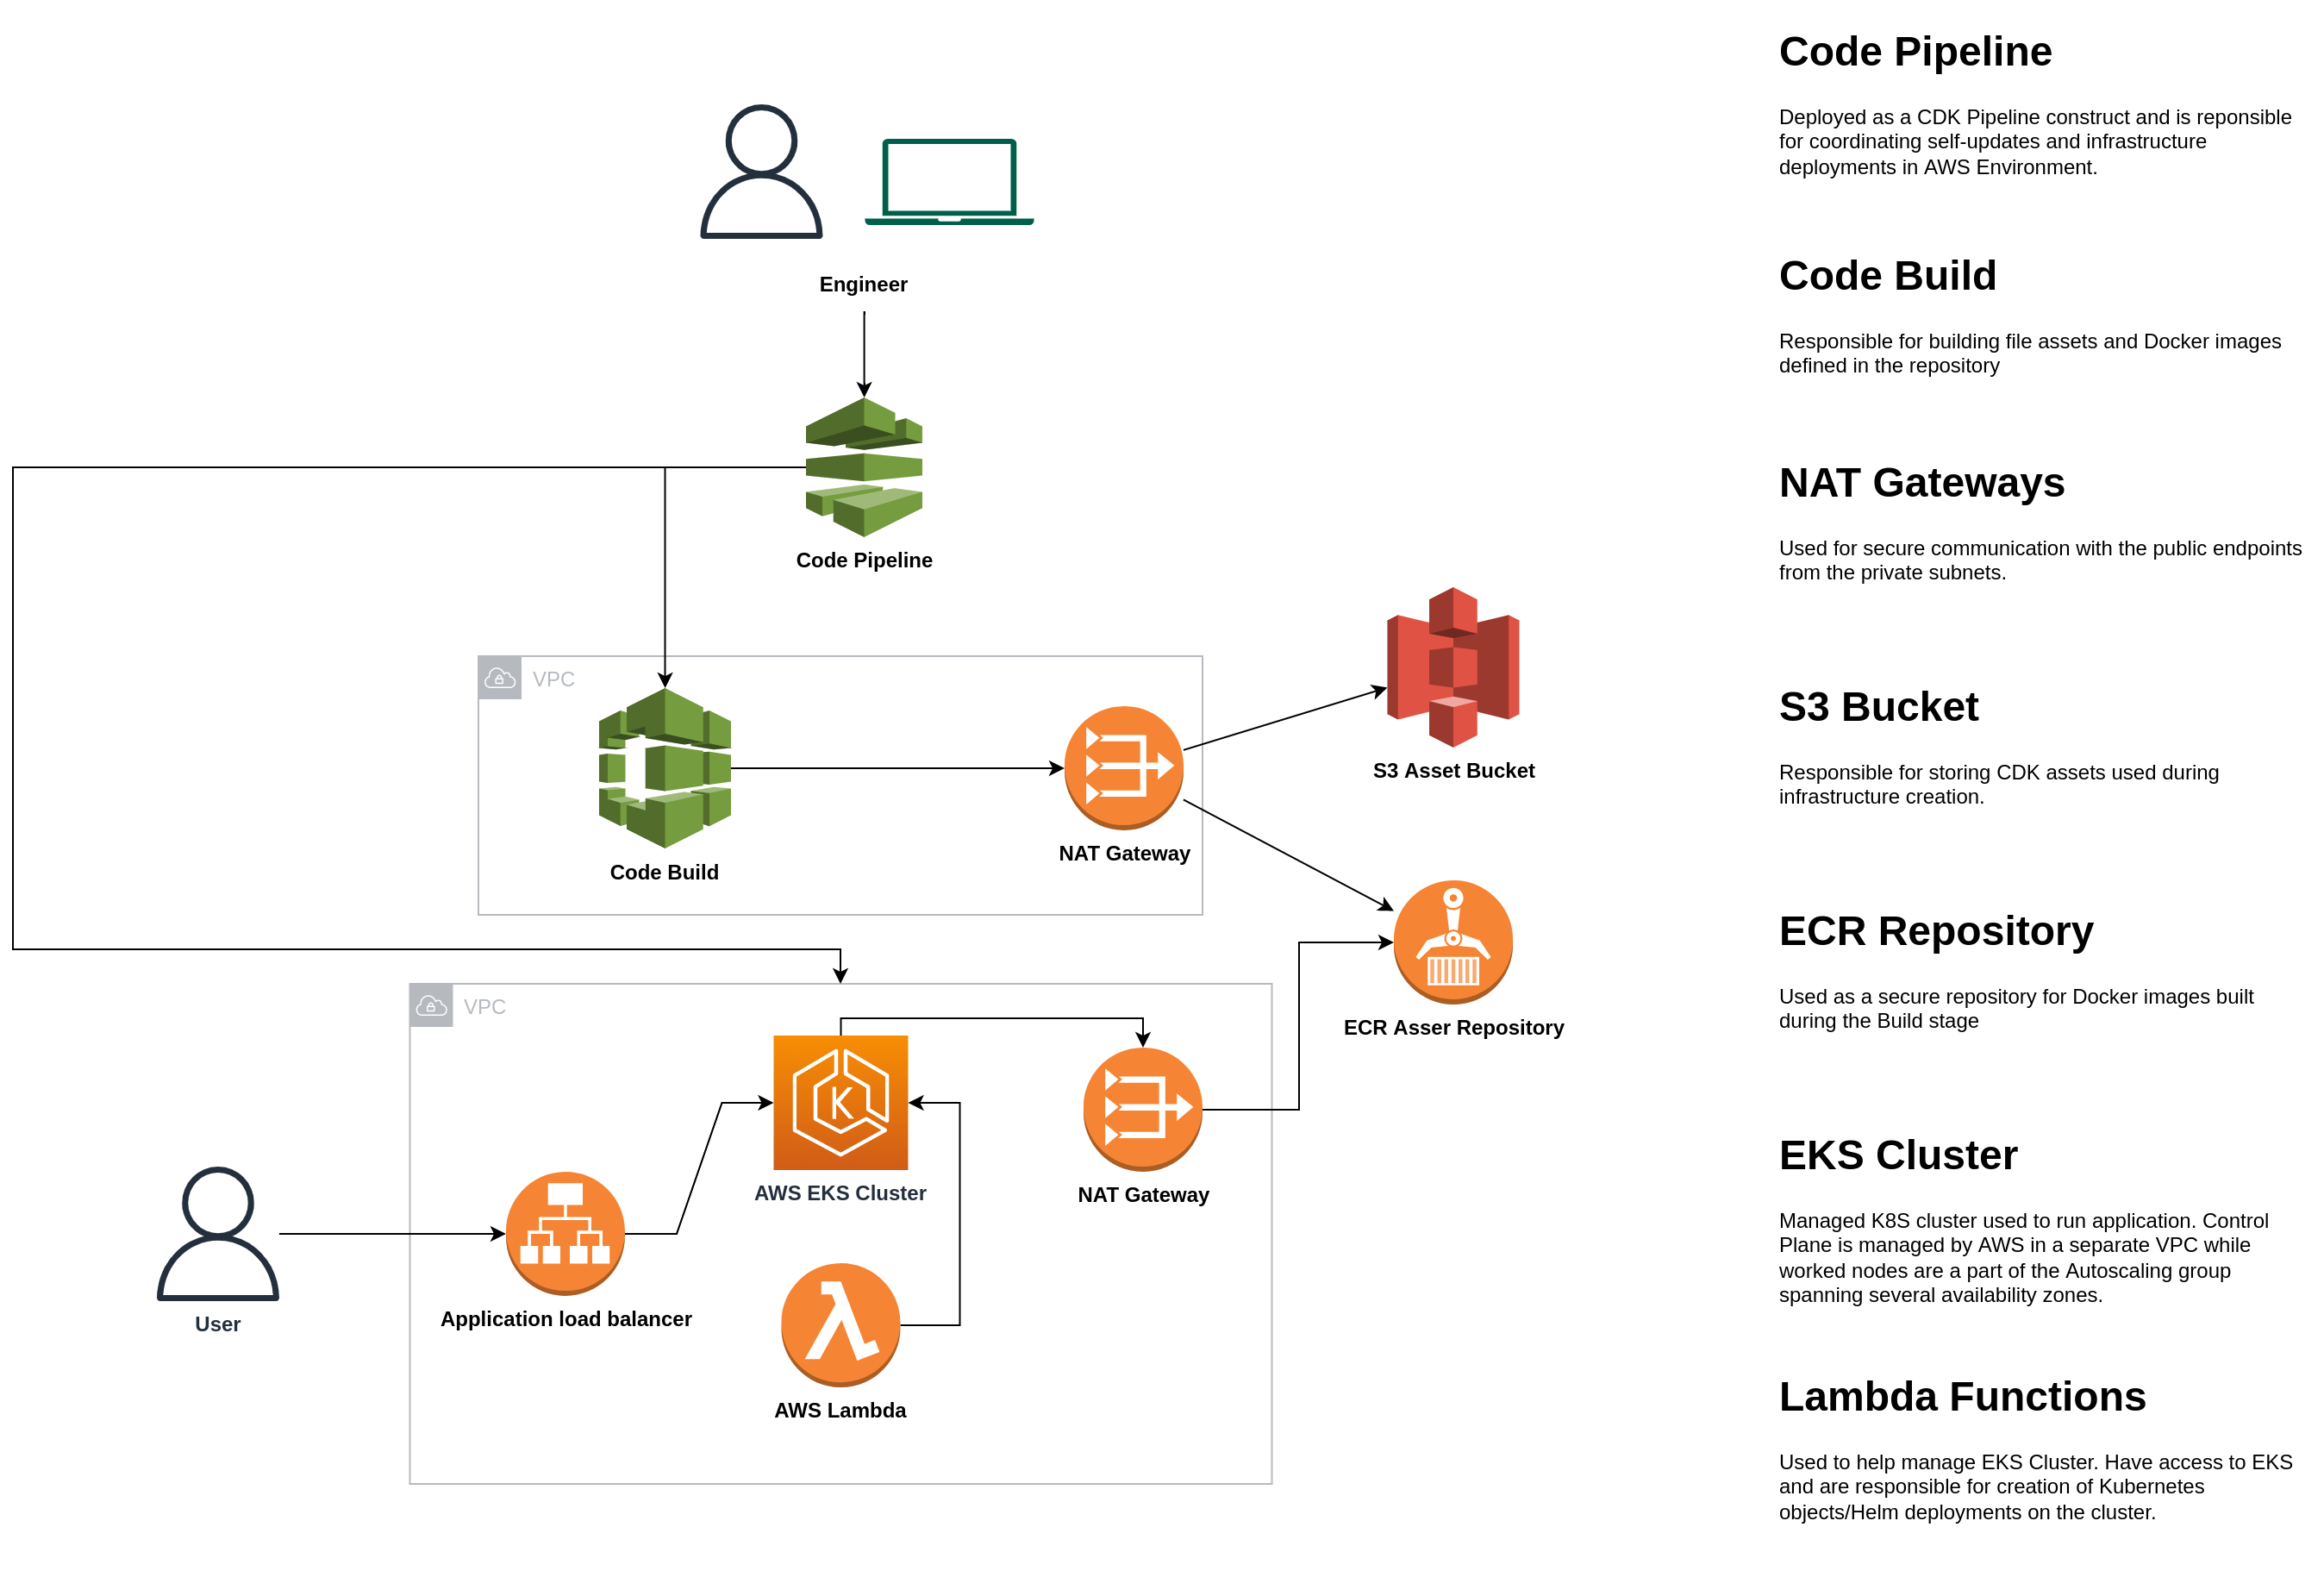 Engineer
Code Pipeline
VPC
Code Build
NAT Gateway
S3 Asset Bucket
ECR Asser Repository
VPC
AWS EKS Cluster
NAT Gateway
Application load balancer
User
AWS Lambda
Code Pipeline
Deployed as a CDK Pipeline construct and is reponsible
for coordinating self-updates and infrastructure
deployments in AWS Environment.
Code Build
Responsible for building file assets and Docker images
defined in the repository
NAT Gateways
Used for secure communication with the public endpoints
from the private subnets.
S3 Bucket
Responsible for storing CDK assets used during
infrastructure creation.
ECR Repository
Used as a secure repository for Docker images built
during the Build stage
EKS Cluster
Managed K8S cluster used to run application. Control
Plane is managed by AWS in a separate VPC while
worked nodes are a part of the Autoscaling group
spanning several availability zones.
Lambda Functions
Used to help manage EKS Cluster. Have access to EKS
and are responsible for creation of Kubernetes
objects/Helm deployments on the cluster.